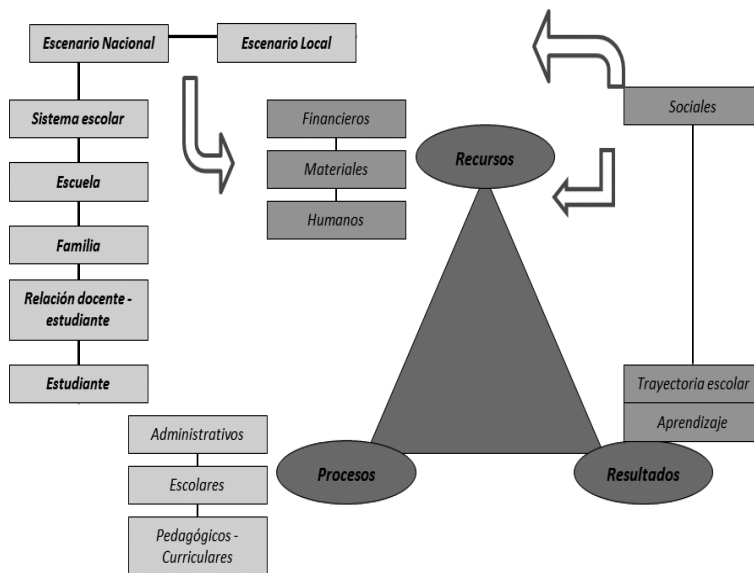 Escenario Nacional
Escenario Local
Sistema escolar
Escuela
Familia
Relación docente -
estudiante
Estudiante
Financieros
Materiales
Humanos
Recursos
Sociales
Trayectoria escolar
Aprendizaje
Administrativos
Escolares
Pedagógicos -
Curriculares
Procesos
Resultados